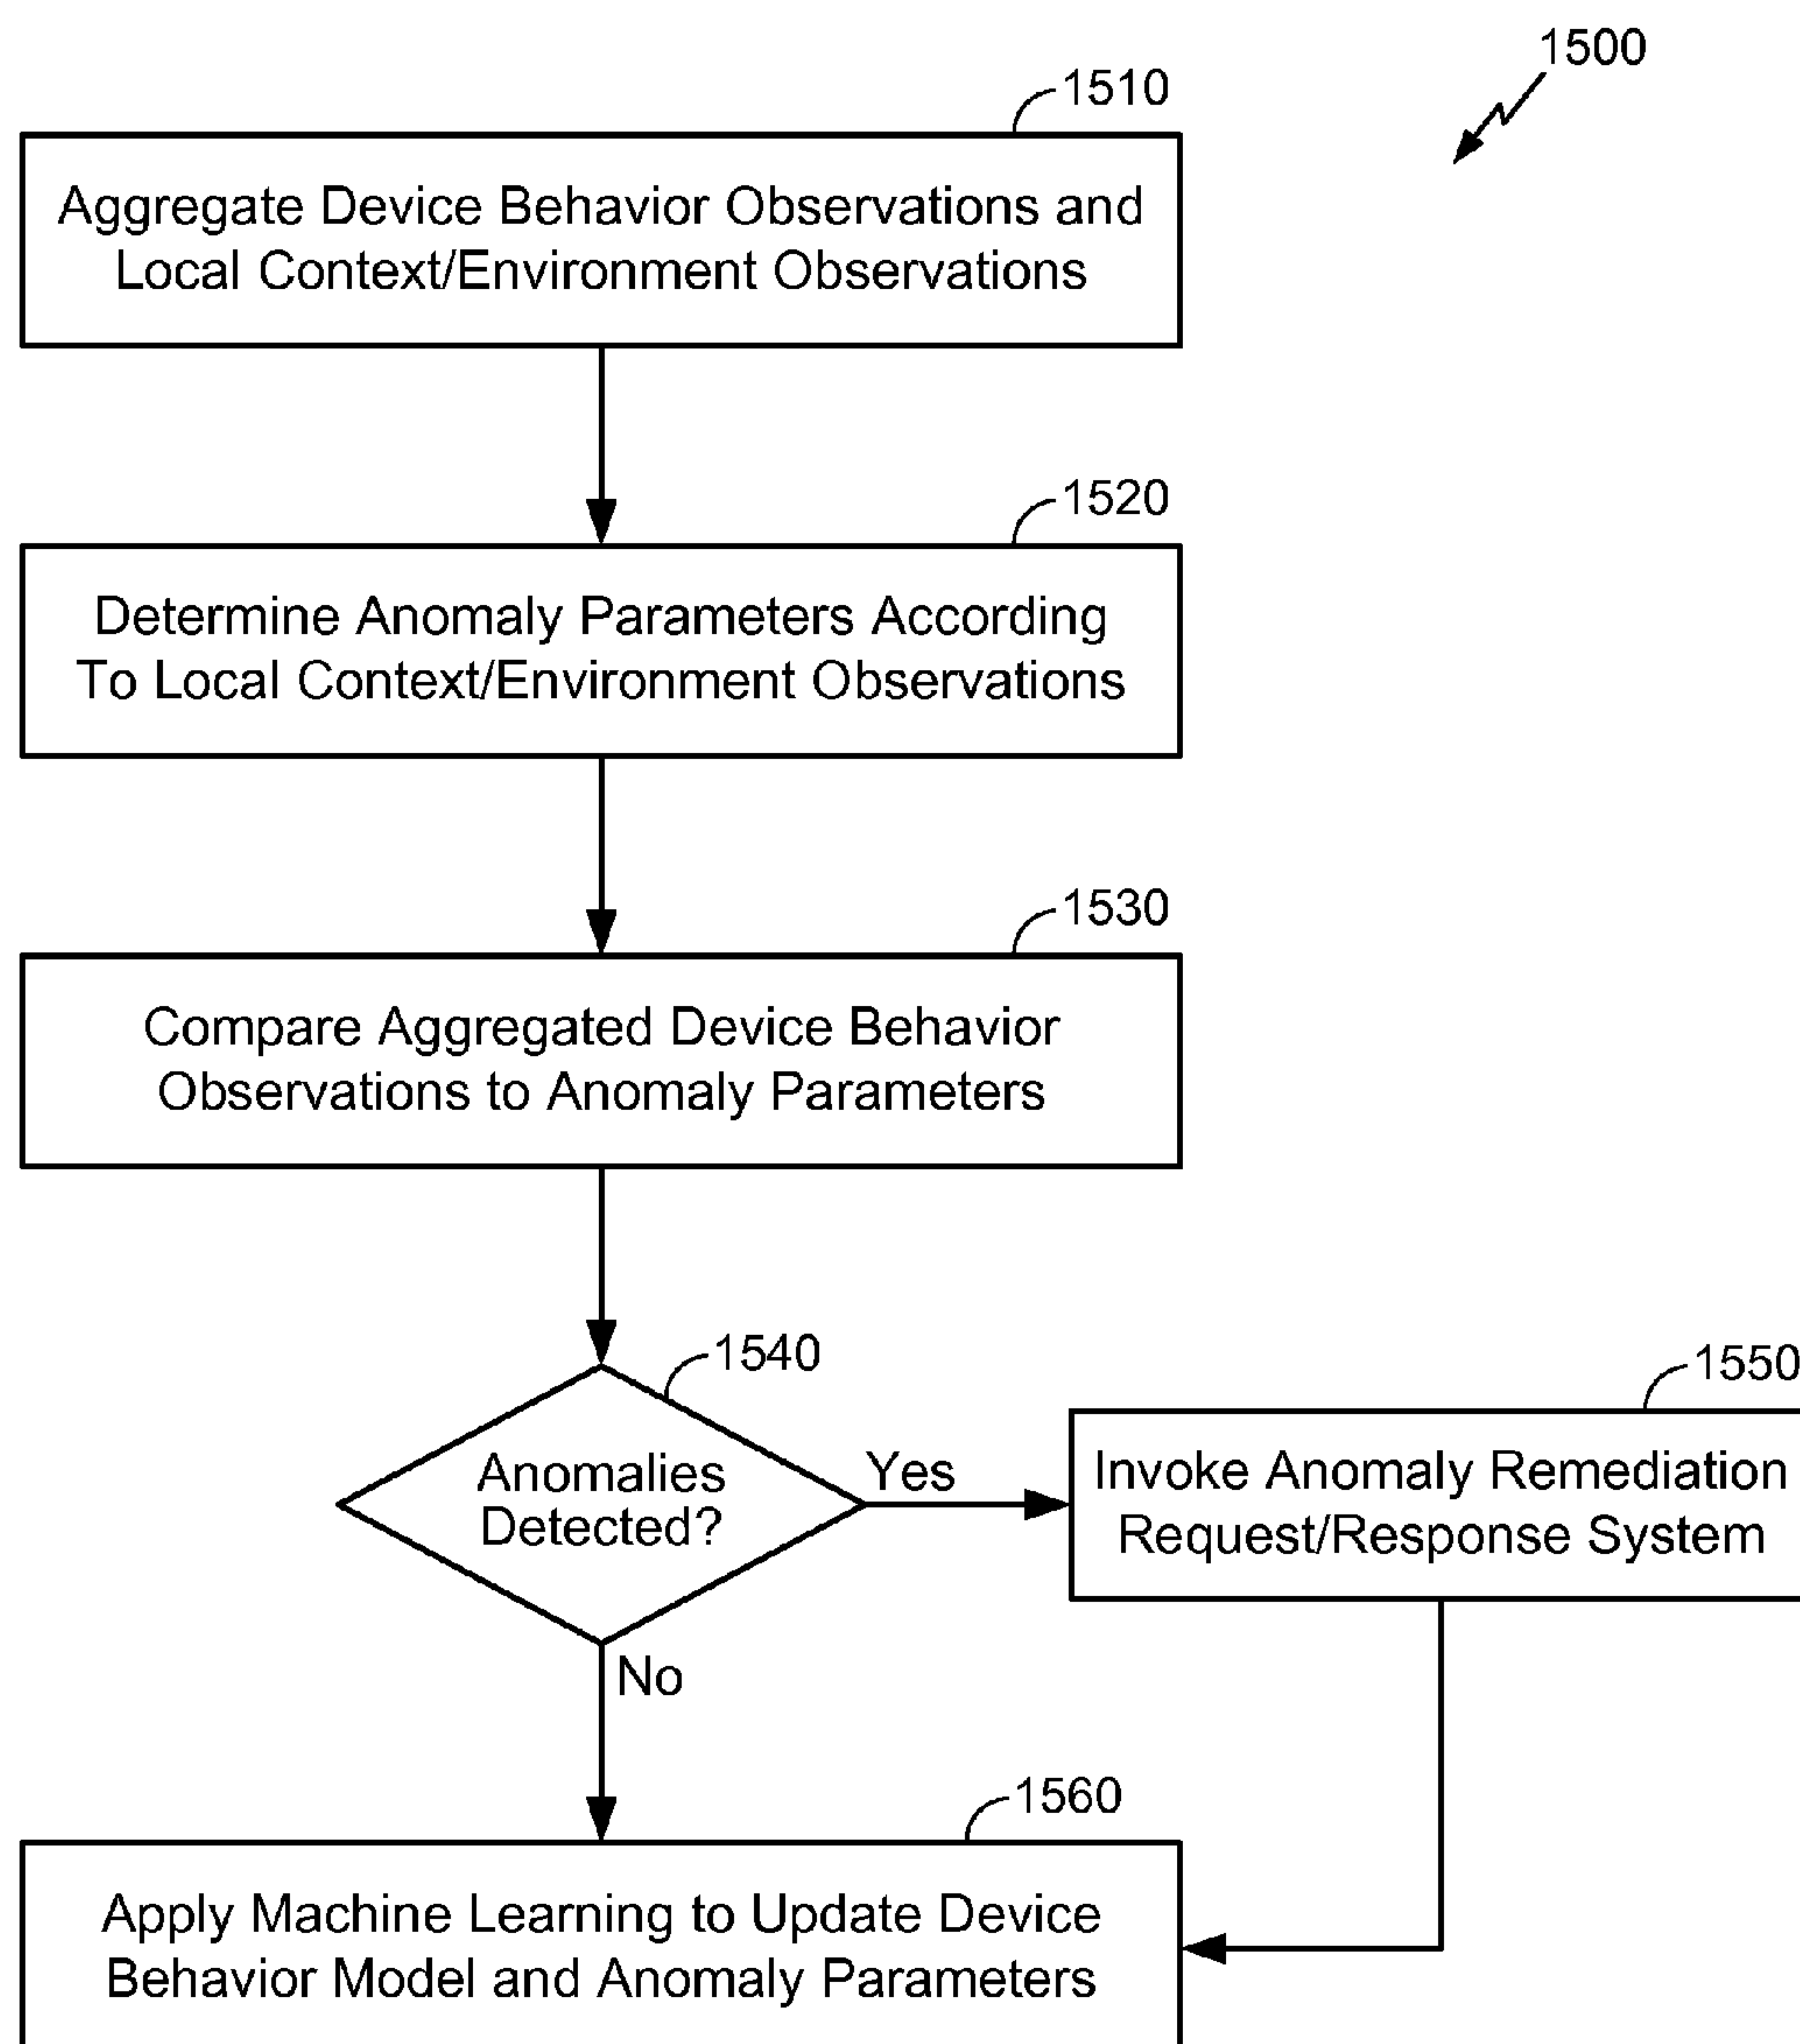 1500
1510
Aggregate Device Behavior Observations and
Local Context/Environment Observations
1520
Determine Anomaly Parameters According
To Local Context/Environment Observations
1530
Compare Aggregated Device Behavior
Observations to Anomaly Parameters
1540
Anomalies
Detected?
Yes
1550
Invoke Anomaly Remediation
Request/Response System
No
1560
Apply Machine Learning to Update Device
Behavior Model and Anomaly Parameters